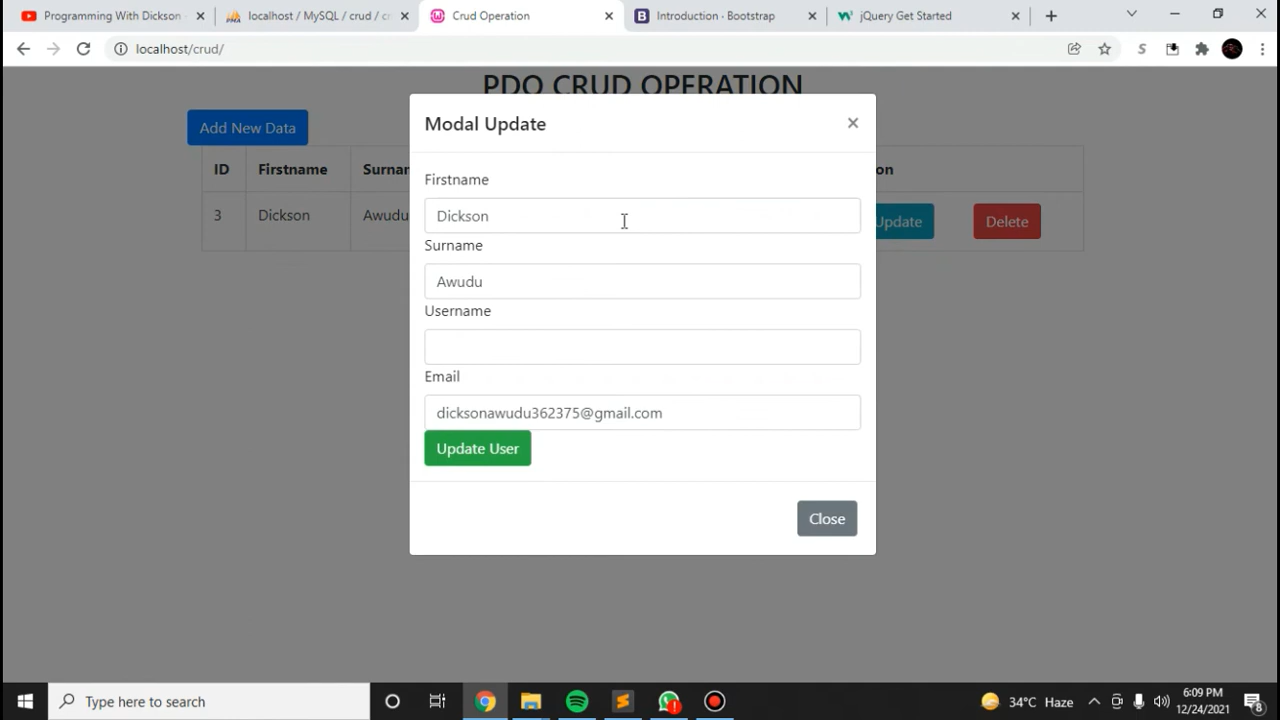 Programming With Dickson
localhost / MySQL / crud / c
Crud Operation
Introduction · Bootstrap
jQuery Get Started
localhost/crud/
PDO CRUD OPERATION
Add New Data
Modal Update
ID Firstname Surna on
Firstname
3 Dickson Awudu Update Delete
Dickson
Surname
Awudu
Username
Email
dicksonawudu362375@gmail.com
Update User
Close
Type here to search
34°C Haze
6:09 PM
12/24/2021
8